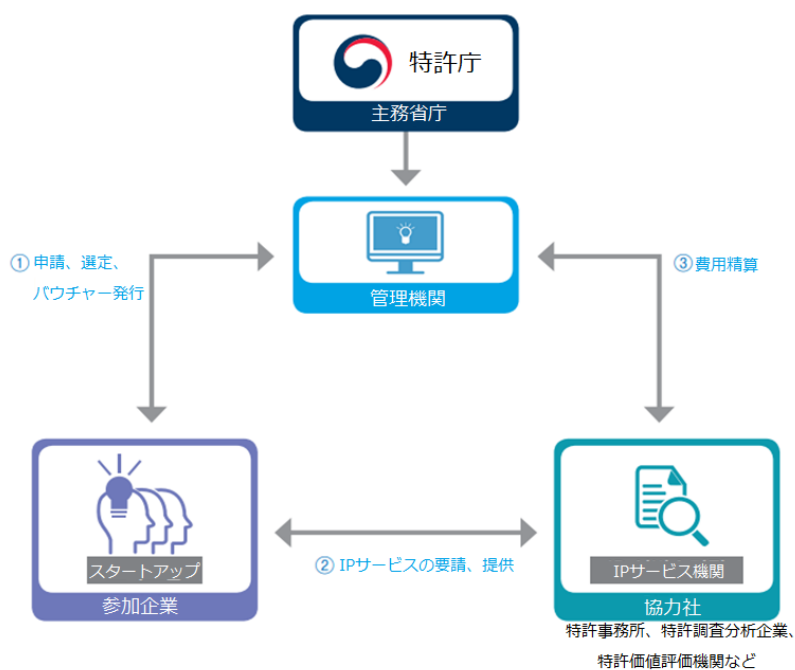 特許庁
主務省庁
管理機関
①申請、選定、
バウチャー発行
③費用精算
スタートアップ
参加企業
②IPサービスの要請、提供
IPサービス機関
協力社
特許事務所、特許調査分析企業、
特許価値評価機関など